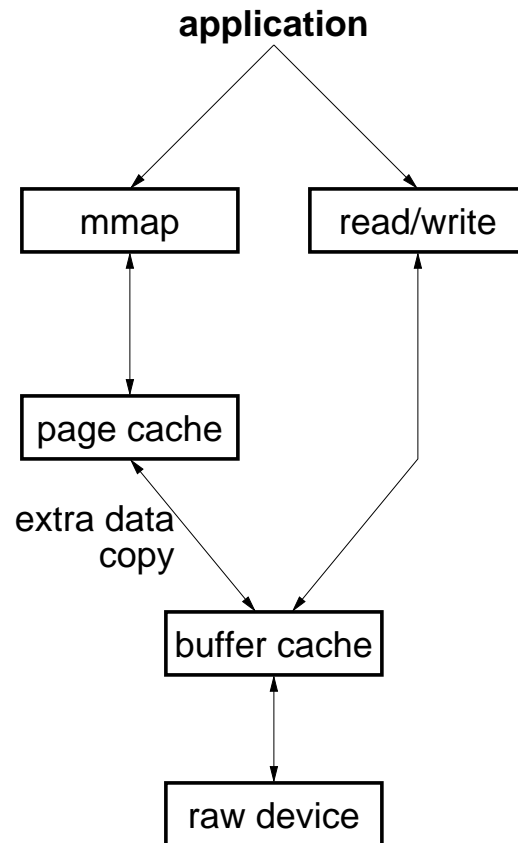 application
mmap
read/write
page cache
extra data
copy
buffer cache
raw device